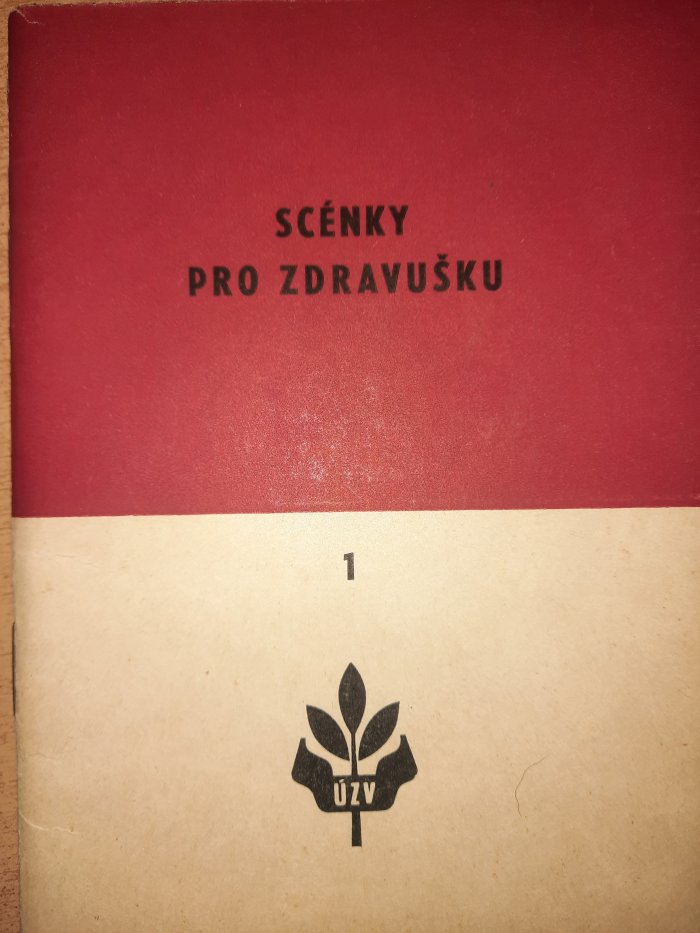 SCÉNKY
PRO ZDRAVUŠKU
1
ÚZV